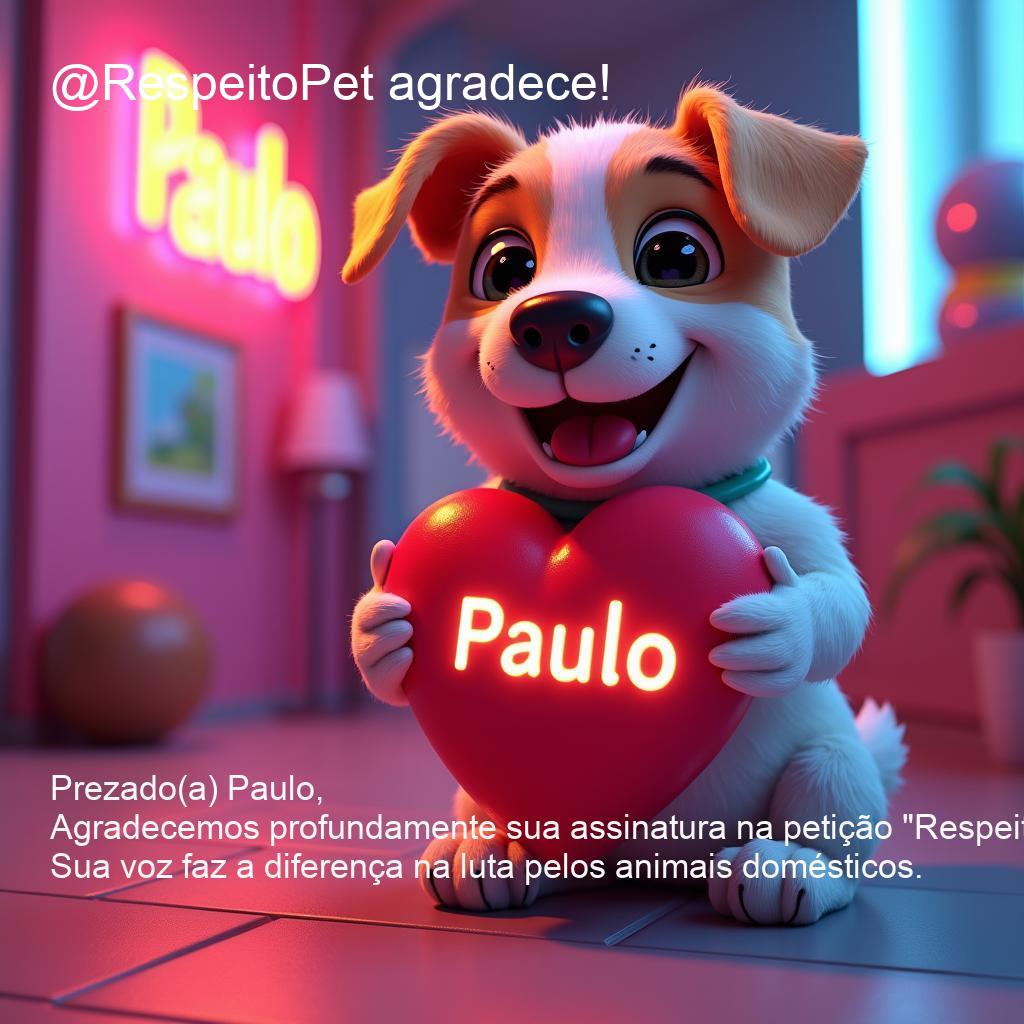 @RespeitoPet agradece!
Paulo
Paulo
Prezado(a) Paulo,
Agradecemos profundamente sua assinatura na petição "Respeit
Sua voz faz a diferença na luta pelos animais domésticos.